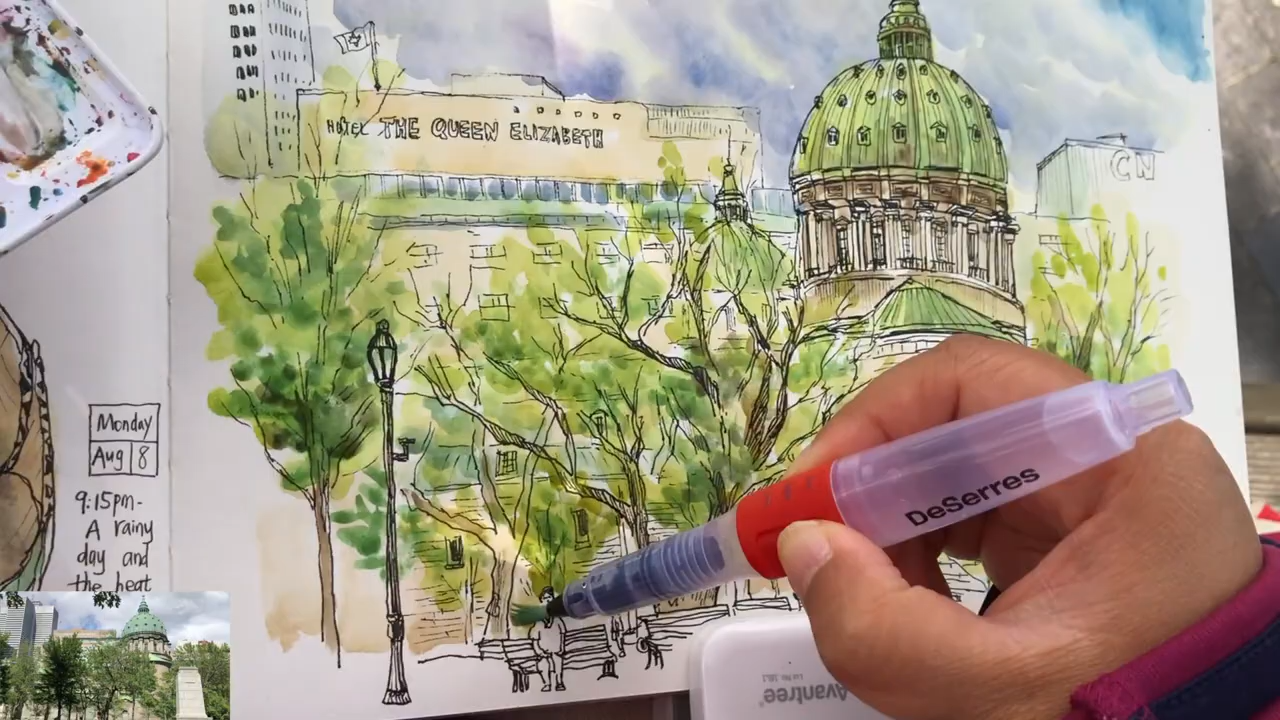 HOTEL THE QUEEN ELIZABETH
CN
Monday
Aug 8
9:15pm-
A rainy
day and
the heat
DeSerres
Avantree®